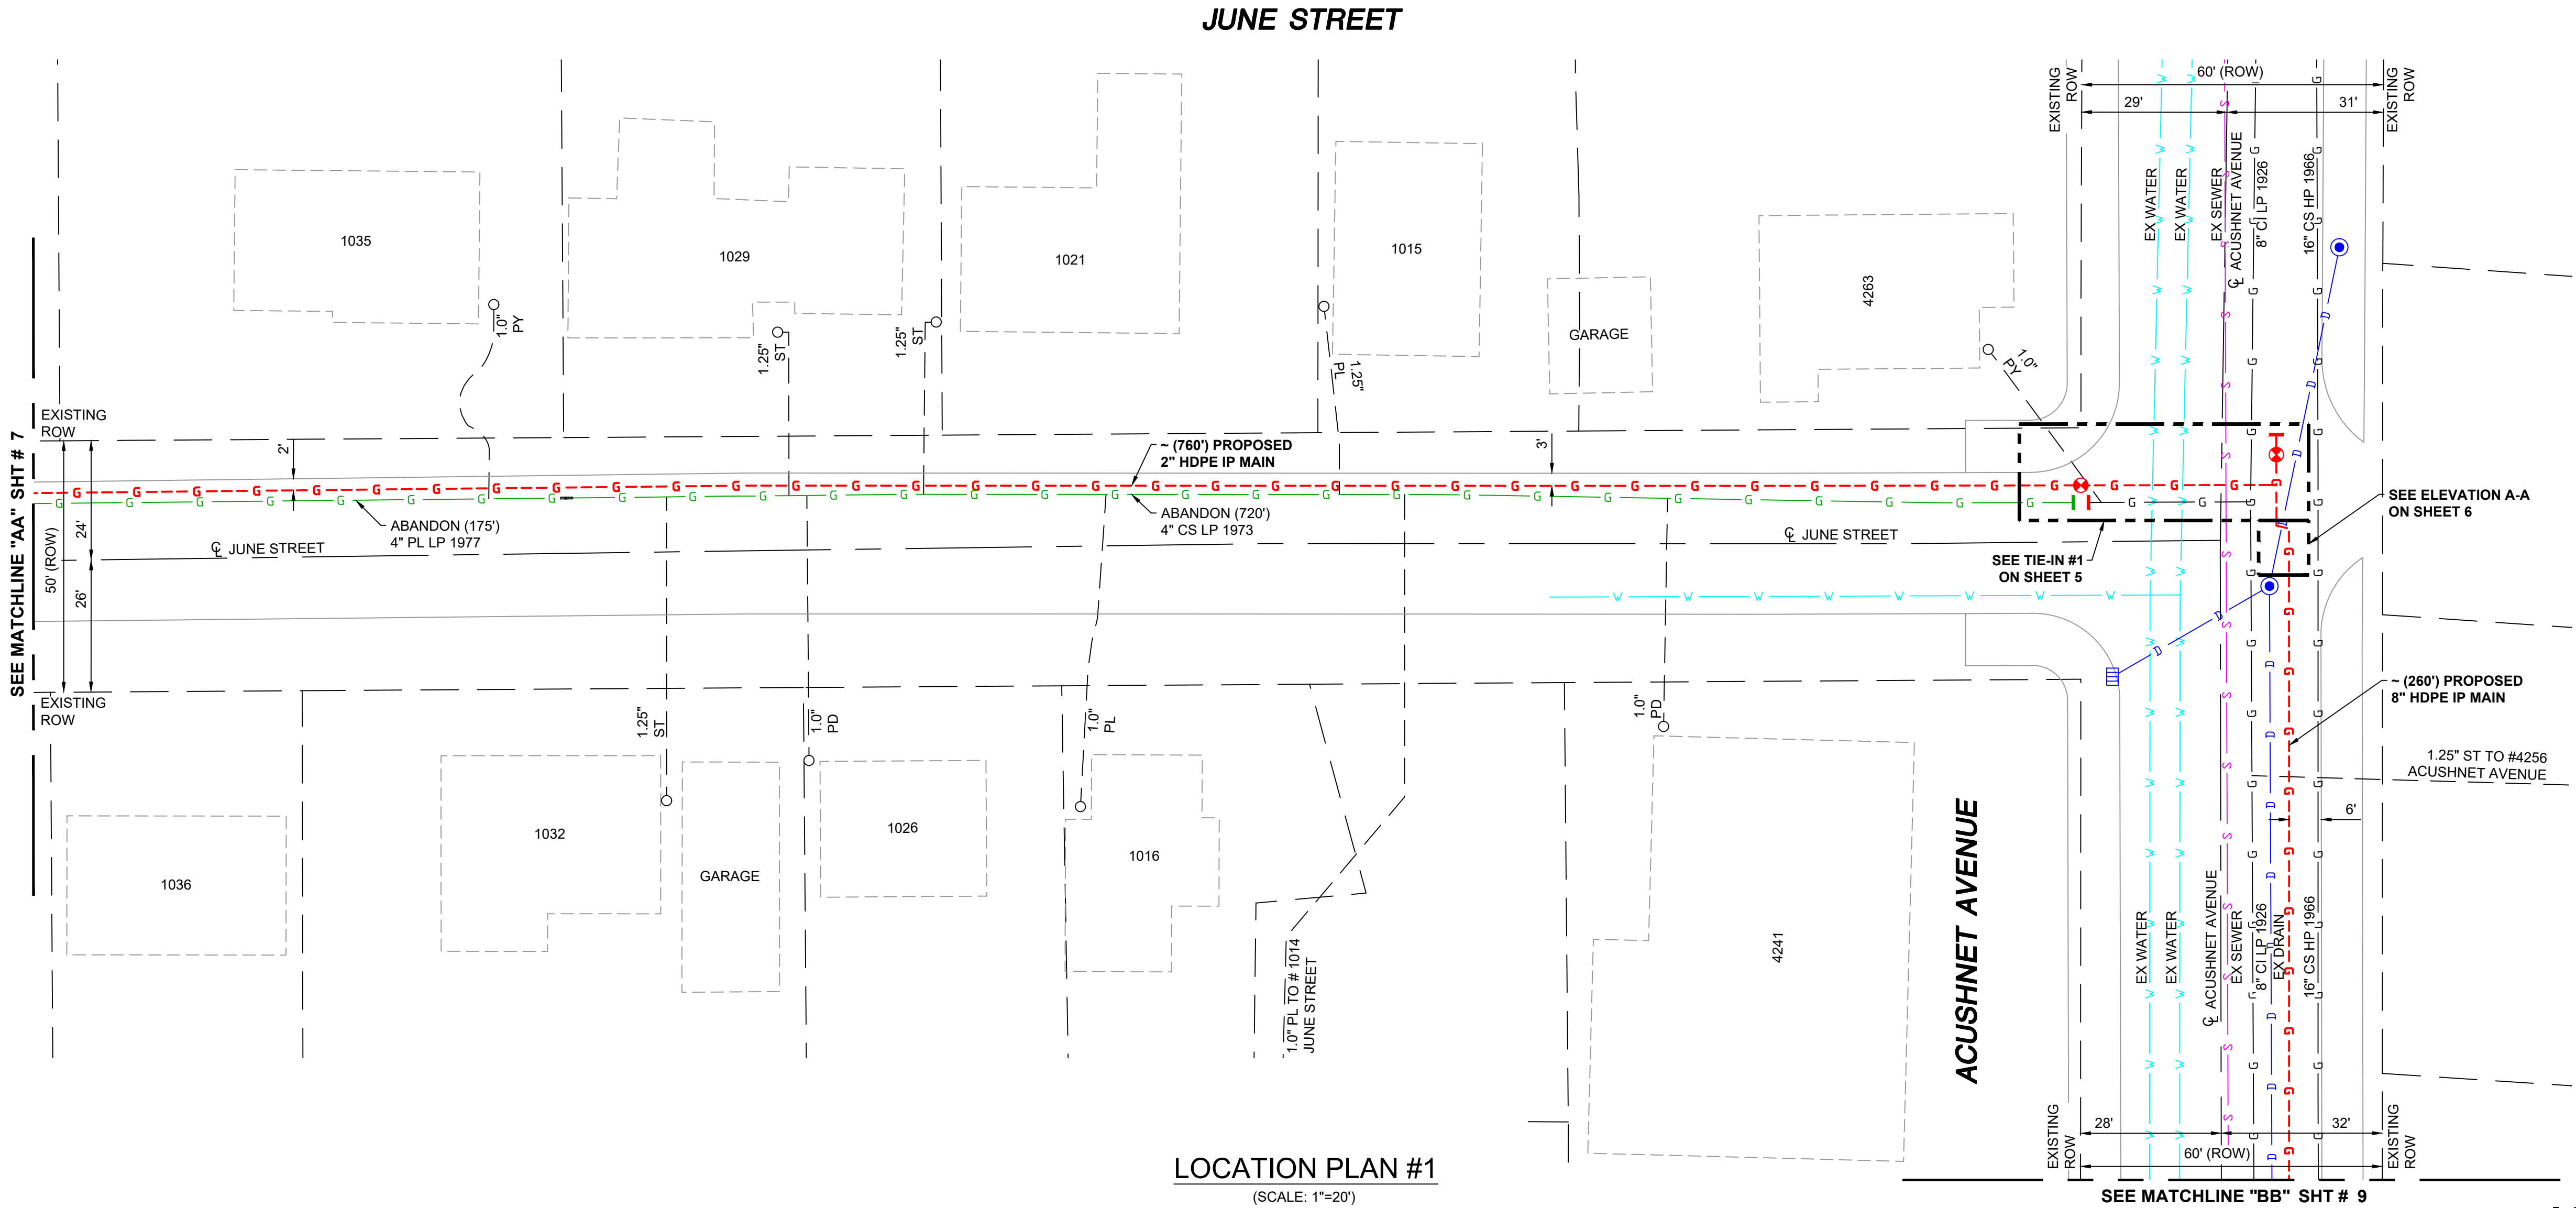 JUNE STREET
60' (ROW)
29'
31'
EXISTING
ROW
EXISTING
ROW
EX WATER
EX WATER
EX SEWER
℄ ACUSHNET AVENUE
8" CI LP 1926
16" CS HP 1966
1035
1029
1021
1015
GARAGE
4263
1.0"
PY
1.25"
ST
1.25"
ST
1.25"
PL
1.0"
PY
SEE MATCHLINE "AA" SHT # 7
EXISTING
ROW
2'
3'
~ (760') PROPOSED
2" HDPE IP MAIN
ABANDON (175')
4" PL LP 1977
ABANDON (720')
4" CS LP 1973
50' (ROW)
24'
26'
℄ JUNE STREET
℄ JUNE STREET
SEE ELEVATION A-A
ON SHEET 6
SEE TIE-IN #1
ON SHEET 5
EXISTING
ROW
1.25"
ST
1.0"
PD
1.0"
PL
1.0"
PD
~ (260') PROPOSED
8" HDPE IP MAIN
1.25" ST TO #4256
ACUSHNET AVENUE
6'
1036
1032
GARAGE
1026
1016
1.0" PL TO # 1014
JUNE STREET
4241
ACUSHNET AVENUE
EX WATER
EX WATER
℄ ACUSHNET AVENUE
EX SEWER
8" CI LP 1926
EX DRAIN
16" CS HP 1966
28'
32'
EXISTING
ROW
60' (ROW)
EXISTING
ROW
LOCATION PLAN #1
(SCALE: 1"=20')
SEE MATCHLINE "BB" SHT # 9